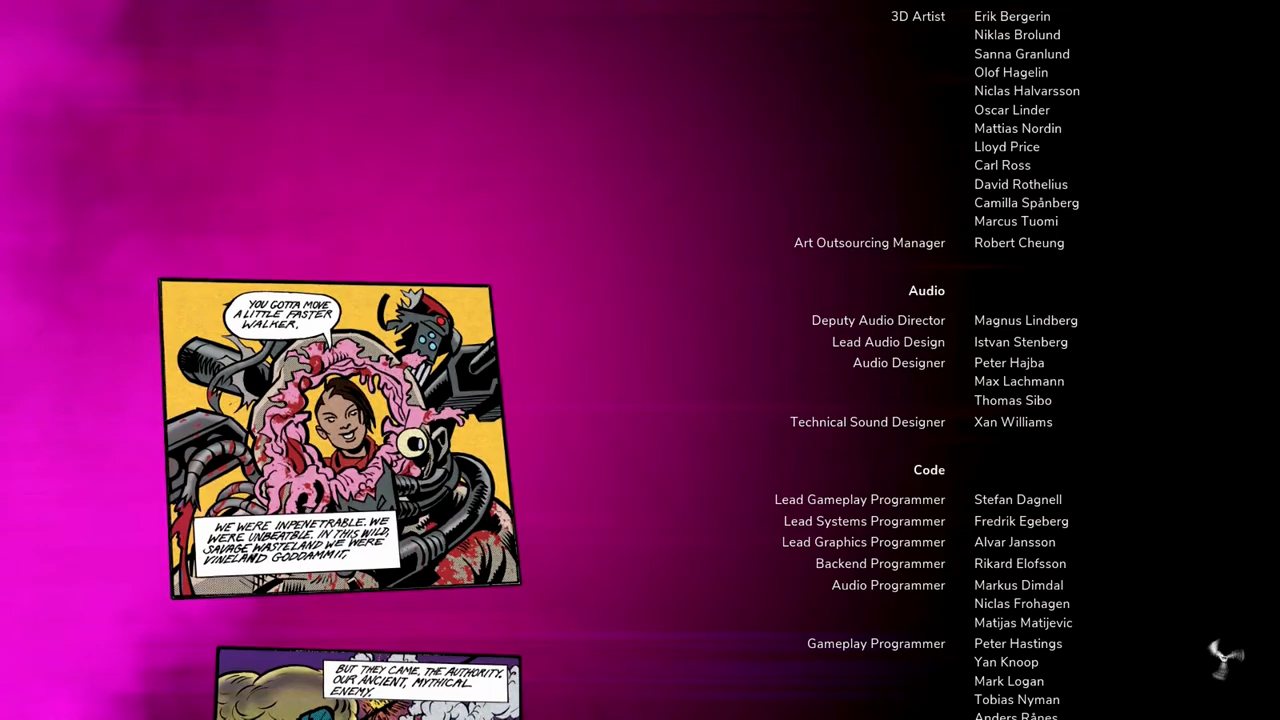 3D Artist Erik Bergerin
Niklas Brolund
Sanna Granlund
Olof Hagelin
Niclas Halvarsson
Oscar Linder
Mattias Nordin
Lloyd Price
Carl Ross
David Rothelius
Camilla Spånberg
Marcus Tuomi
Art Outsourcing Manager Robert Cheung
Audio
Deputy Audio Director Magnus Lindberg
Lead Audio Design Istvan Stenberg
Audio Designer Peter Hajba
Max Lachmann
Thomas Sibo
Technical Sound Designer Xan Williams
Code
Lead Gameplay Programmer Stefan Dagnell
Lead Systems Programmer Fredrik Egeberg
Lead Graphics Programmer Alvar Jansson
Backend Programmer Rikard Elofsson
Audio Programmer Markus Dimdal
Niclas Frohagen
Matijas Matijevic
Gameplay Programmer Peter Hastings
Yan Knoop
Mark Logan
Tobias Nyman
Anders Rånes
YOU GOTTA MOVE
A LITTLE FASTER
WALKER.
WE WERE INPENETRABLE. WE
WERE UNBEATBLE. IN THIS WILD,
SAVAGE WASTELAND WE WERE
VINELAND GODDAMMIT.
BUT THEY CAME, THE AUTHORITY.
OUR ANCIENT, MYTHICAL
ENEMY.